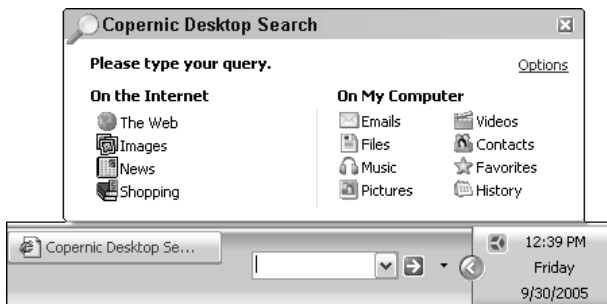 Copernic Desktop Search
Please type your query.
Options
On the Internet
The Web
Images
News
Shopping
On My Computer
Emails
Files
Music
Pictures
Videos
Contacts
Favorites
History
Copernic Desktop Se...
12:39 PM
Friday
9/30/2005